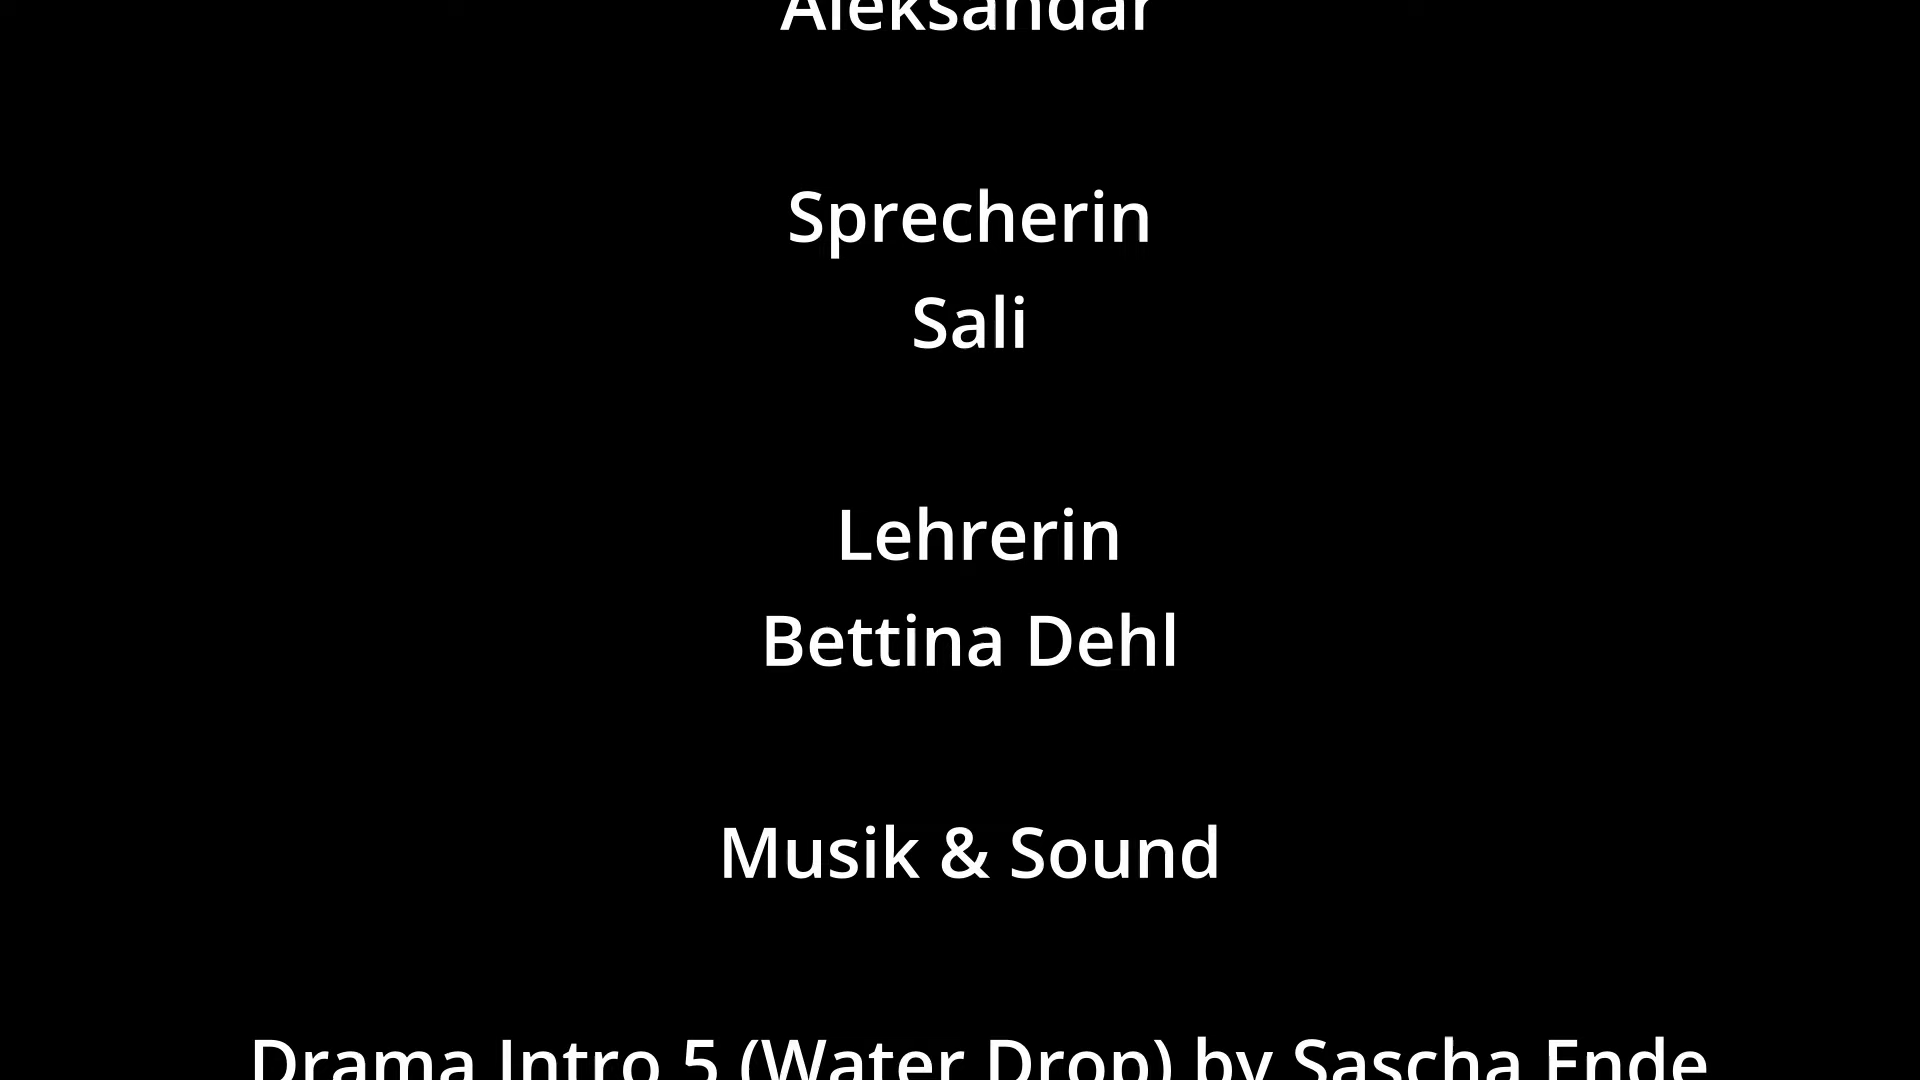 Aleksandar
Sprecherin
Sali
Lehrerin
Bettina Dehl
Musik & Sound
Drama Intro 5 (Water Drop) by Sascha Ende